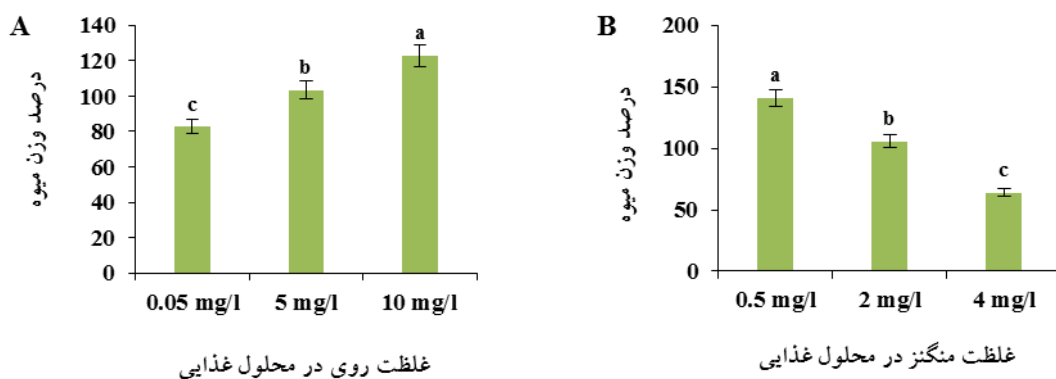 A
درصد وزن میوه
140
120
100
80
60
40
20
0
c
b
a
0.05 mg/l
5 mg/l
10 mg/l
غلظت روی در محلول غذایی
B
درصد وزن میوه
200
150
100
50
0
a
b
c
0.5 mg/l
2 mg/l
4 mg/l
غلظت منگنز در محلول غذایی